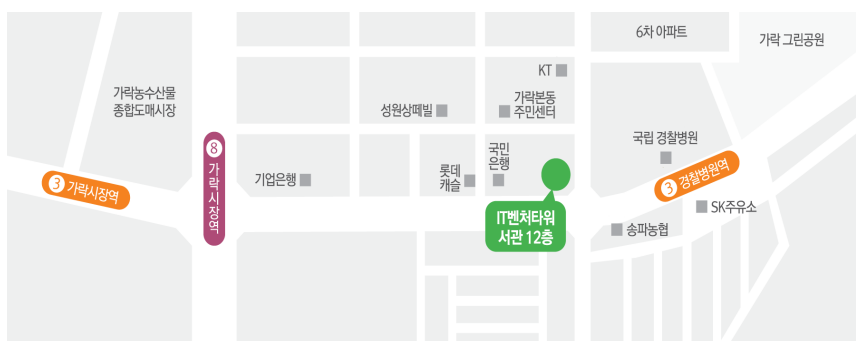 6차 아파트
가락 그린공원
KT
가락농수산물
종합도매시장
성원상떼빌
가락본동
주민센터
8
가락시장역
국립 경찰병원
국민
은행
기업은행
롯데
캐슬
3 가락시장역
3 경찰병원역
SK주유소
IT벤처타워
서관 12층
송파농협